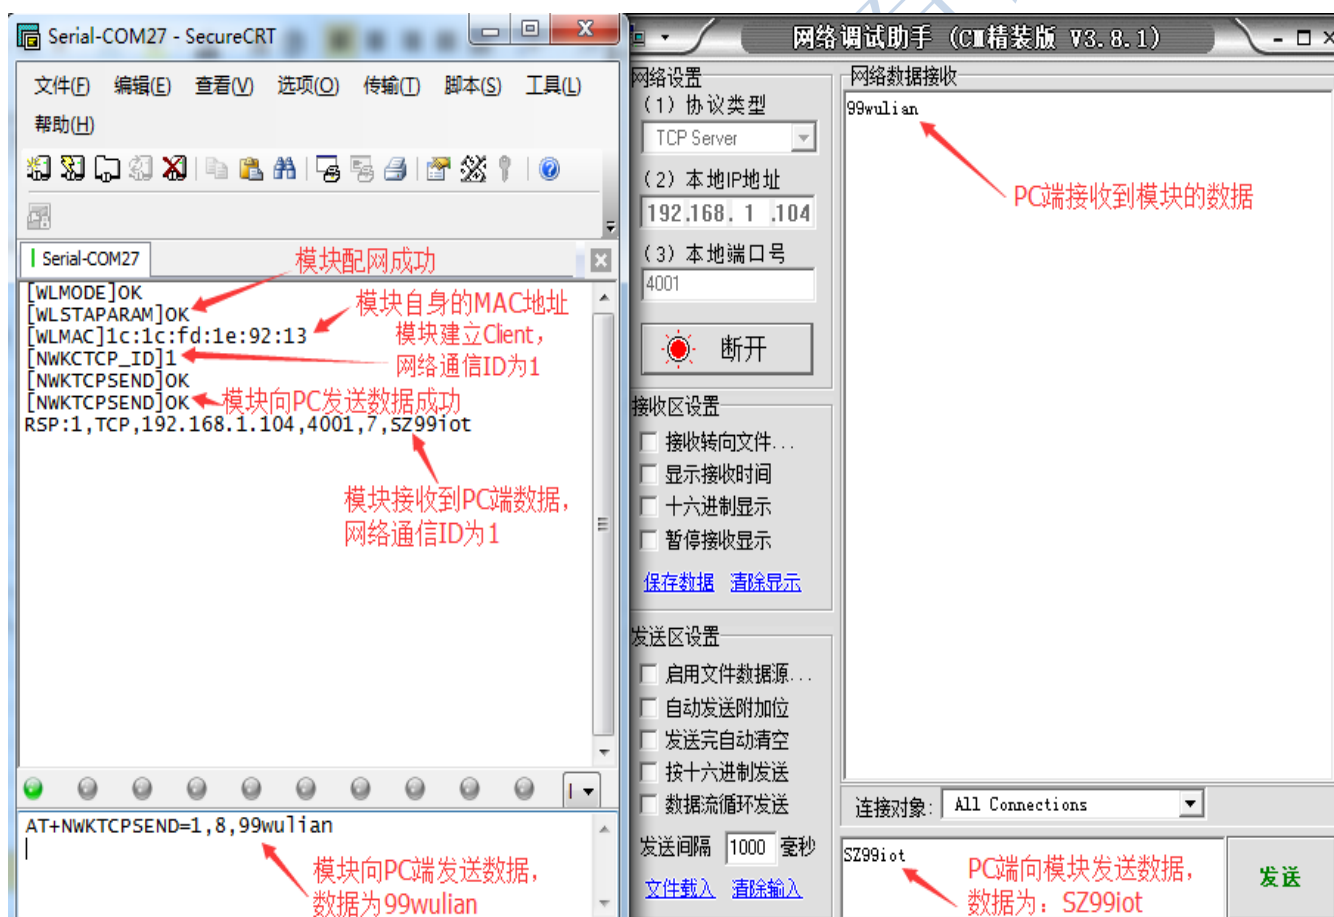 Serial-COM27 - SecureCRT
文件(F) 编辑(E) 查看(V) 选项(O) 传输(T) 脚本(S) 工具(L)
帮助(H)
Serial-COM27
模块配网成功
[WLMODE]OK
[WLSTAPARAM]OK
模块自身的MAC地址
[WLMAC]1c:1c:fd:1e:92:13
模块建立Client,
网络通信ID为1
[NWKCTCP_ID]1
[NWKTCPSEND]OK
[NWKTCPSEND]OK
模块向PC发送数据成功
RSP:1,TCP,192.168.1.104,4001,7,SZ99iot
模块接收到PC端数据,
网络通信ID为1
AT+NWKTCPSEND=1,8,99wulian
模块向PC端发送数据,
数据为99wulian
网络调试助手 (C■精装版 V3.8.1)
网络设置
(1) 协议类型
TCP Server
(2) 本地IP地址
192.168. 1 .104
(3) 本地端口号
4001
断开
接收区设置
接收转向文件...
显示接收时间
十六进制显示
暂停接收显示
保存数据 清除显示
发送区设置
启用文件数据源...
自动发送附加位
发送完自动清空
按十六进制发送
数据流循环发送
发送间隔 1000 毫秒
文件载入 清除输入
网络数据接收
99wulian
PC端接收到模块的数据
连接对象: All Connections
SZ99iot
PC端向模块发送数据,
数据为: SZ99iot
发送